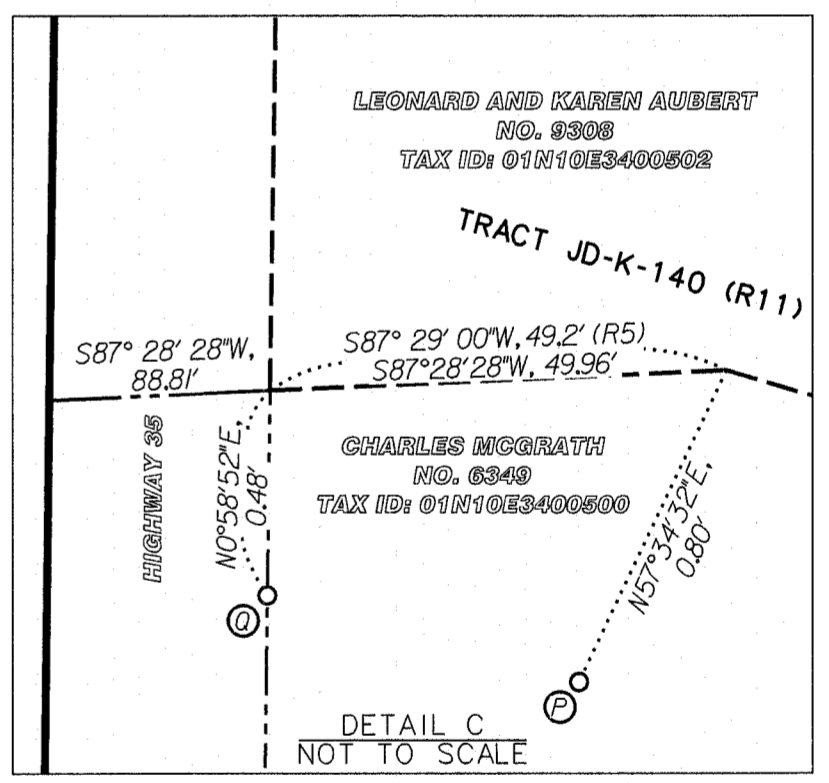 LEONARD AND KAREN AUBERT
NO. 9308
TAX ID: 01N10E3400502
TRACT JD-K-140 (R11)
S87° 28' 28"W,
88.81'
S87° 29' 00"W, 49.2' (R5)
S87°28'28"W, 49.96'
HIGHWAY 35
N0°58'52"E,
0.48'
CHARLES MCGRATH
NO. 6349
TAX ID: 01N10E3400500
N57°34'32"E,
0.80'
Q
P
DETAIL C
NOT TO SCALE